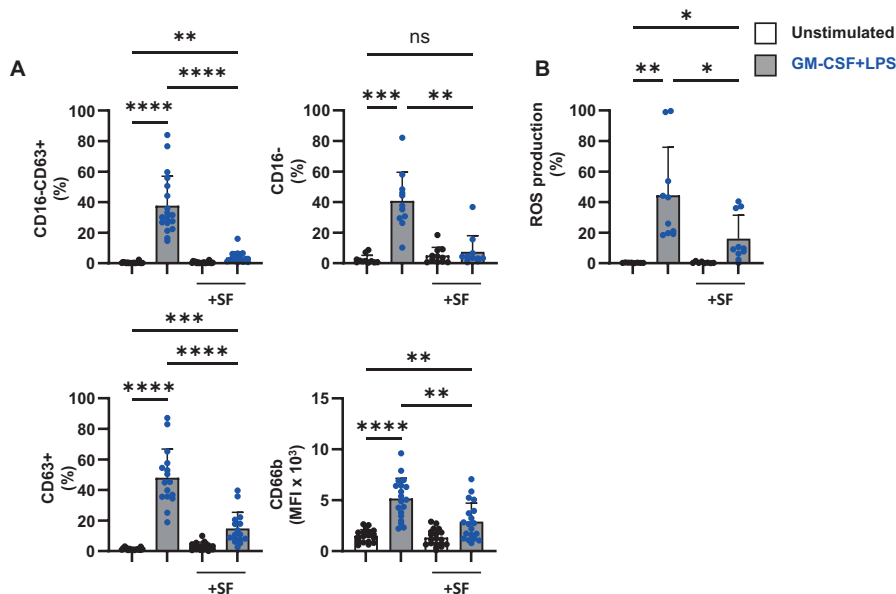 A
**
****
****
CD16-CD63+
(%)
100
80
60
40
20
0
+SF
ns
***
**
CD16-
(%)
100
80
60
40
20
0
+SF
B
*
**
*
ROS production
(%)
100
80
60
40
20
0
+SF
Unstimulated
GM-CSF+LPS
***
****
****
CD63+
(%)
100
80
60
40
20
0
+SF
**
**
****
CD66b
(MFI x 10³)
15
10
5
0
+SF